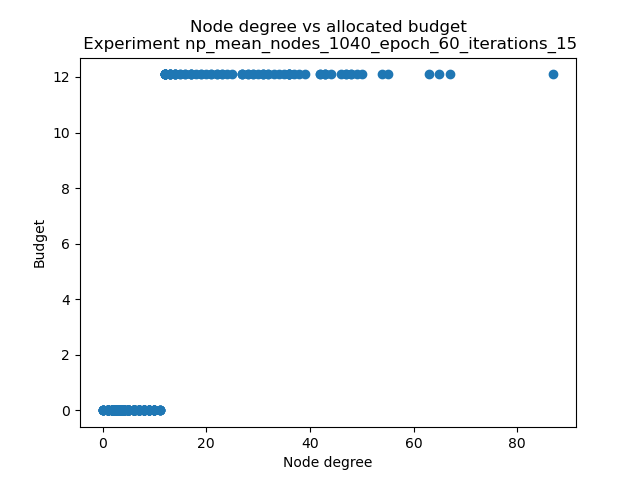 Node degree vs allocated budget
Experiment np_mean_nodes_1040_epoch_60_iterations_15
12
10
8
6
4
2
0
Budget
0 20 40 60 80
Node degree